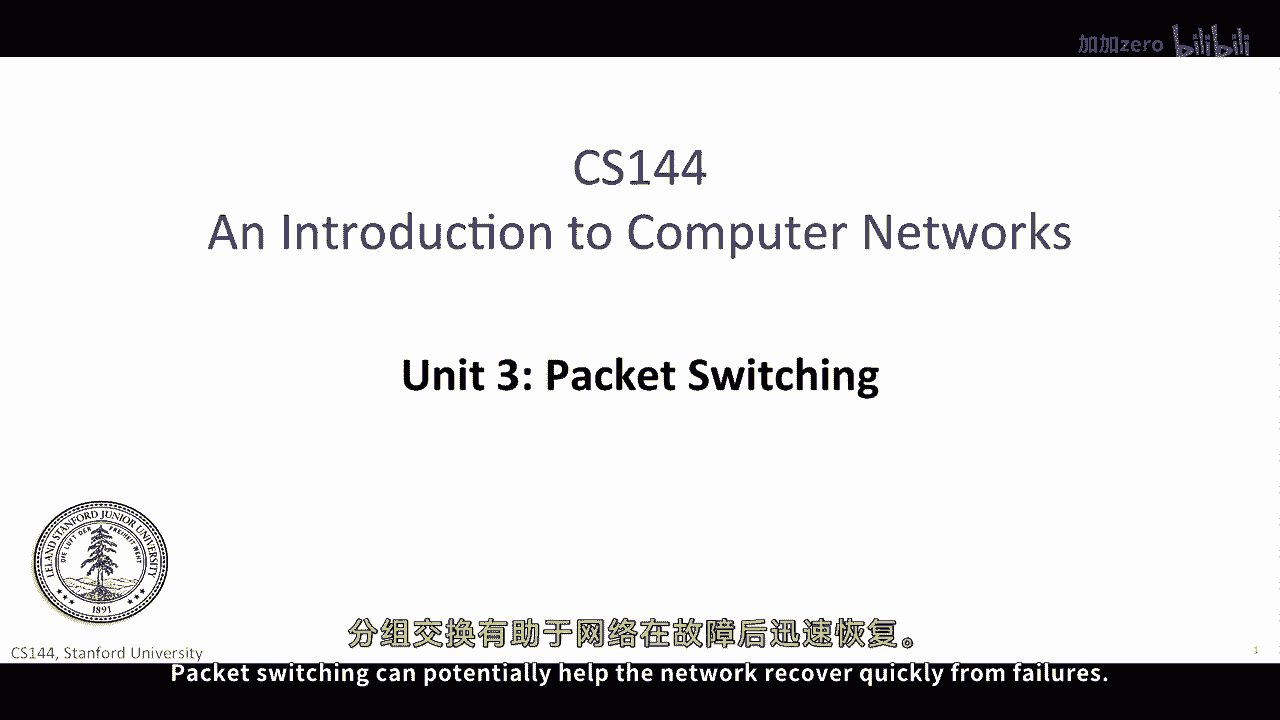 加加zero bilibili
CS144
An Introduction to Computer Networks
Unit 3: Packet Switching
LELAND STANFORD JUNIOR UNIVERSITY
DIE LUFT DER FREIHEIT WEHT
1891
分组交换有助于网络在故障后迅速恢复。
CS144, Stanford University
1
Packet switching can potentially help the network recover quickly from failures.